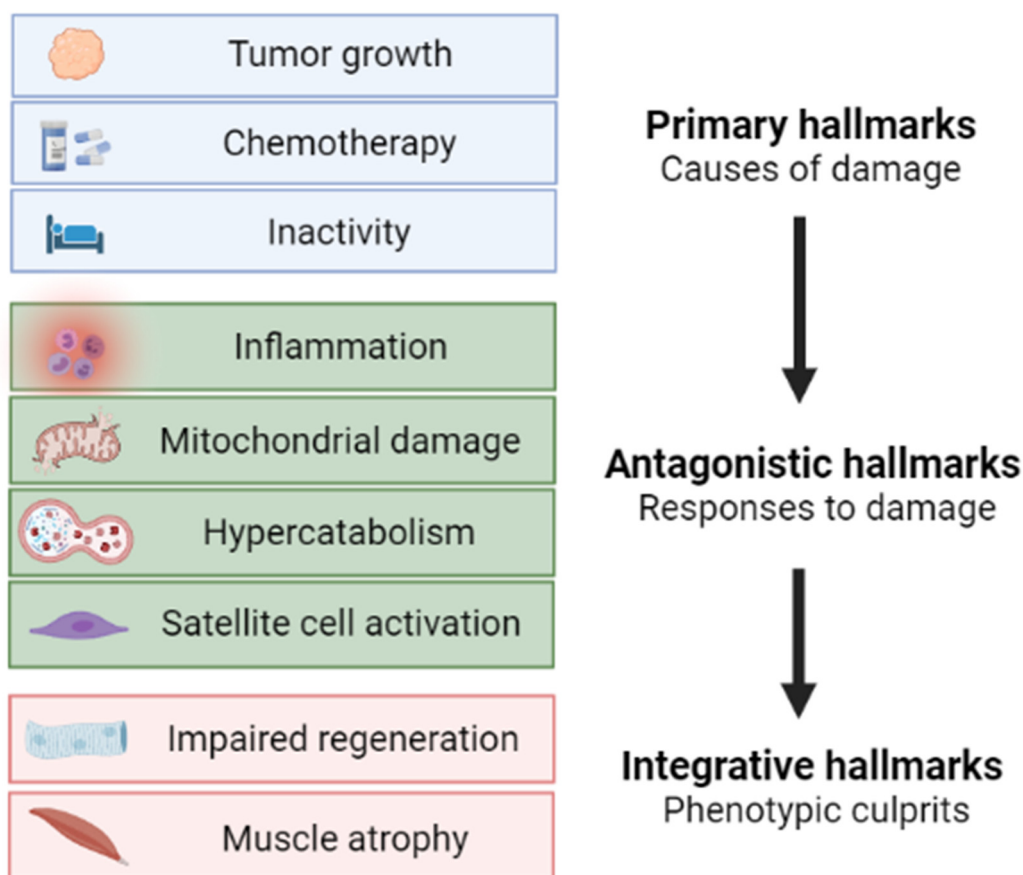 Tumor growth
Chemotherapy
Inactivity
Primary hallmarks
Causes of damage
Inflammation
Mitochondrial damage
Hypercatabolism
Satellite cell activation
Antagonistic hallmarks
Responses to damage
Impaired regeneration
Muscle atrophy
Integrative hallmarks
Phenotypic culprits